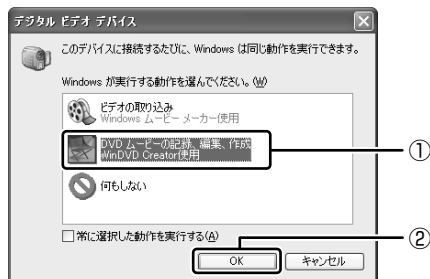 デジタル ビデオ デバイス
このデバイスに接続するたびに、Windows は同じ動作を実行できます。
Windows が実行する動作を選んでください。(W)
ビデオの取り込み
Windows ムービー メーカー使用
DVD ムービーの記録、編集、作成
WinDVD Creator使用
①
何もしない
常に選択した動作を実行する(A)
②
OK
キャンセル